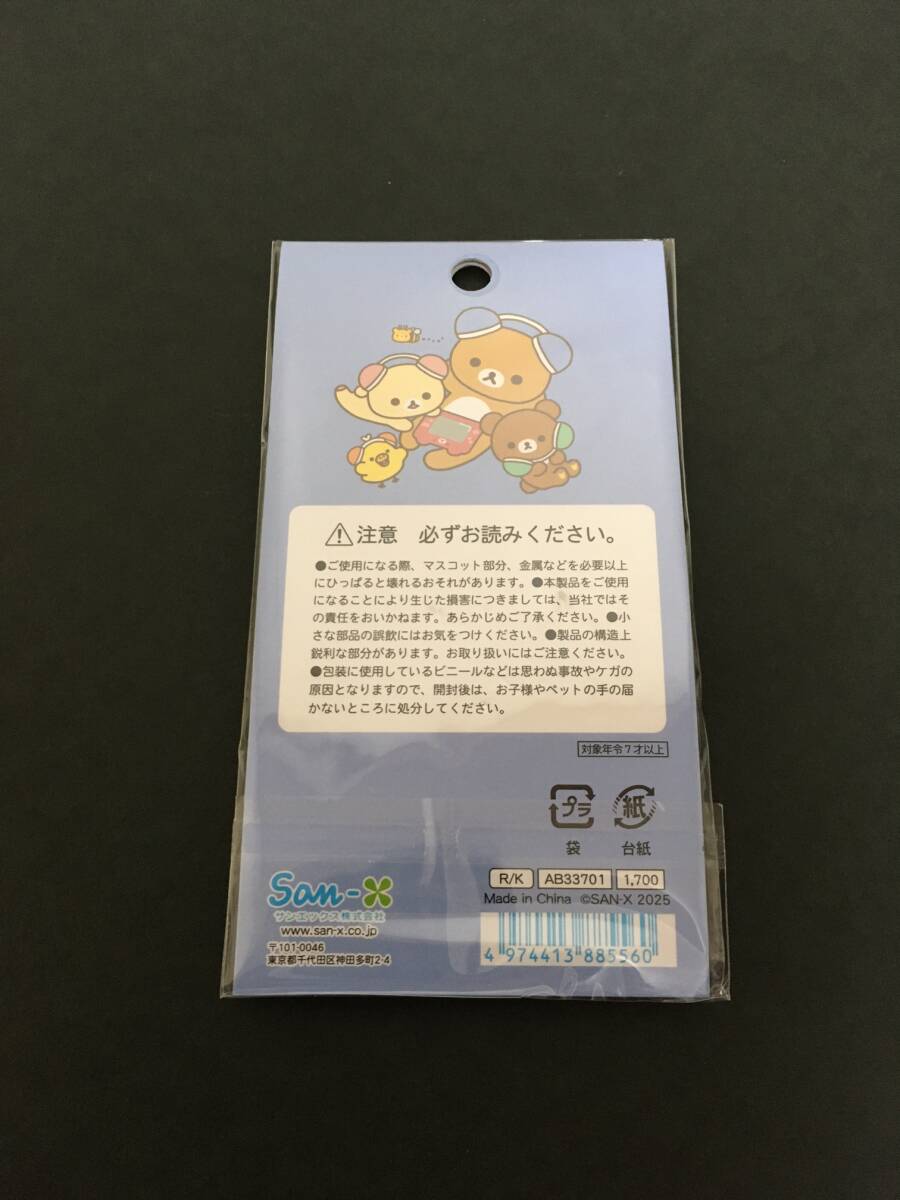 注意 必ずお読みください。
●ご使用になる際、マスコット部分、金属などを必要以上
にひっぱると壊れるおそれがあります。●本製品をご使用
になることにより生じた損害につきましては、当社ではそ
の責任をおいかねます。あらかじめご了承ください。●小
さな部品の誤飲にはお気をつけください。●製品の構造上
鋭利な部分があります。お取り扱いにはご注意ください。
●包装に使用しているビニールなどは思わぬ事故やケガの
原因となりますので、開封後は、お子様やペットの手の届
かないところに処分してください。
対象年令7才以上
プラ 紙
袋 台紙
R/K AB33701 1,700
Made in China ©SAN-X 2025
San-X
サンエックス株式会社
www.san-x.co.jp
〒101-0046
東京都千代田区神田多町2-4
4 974413 885560